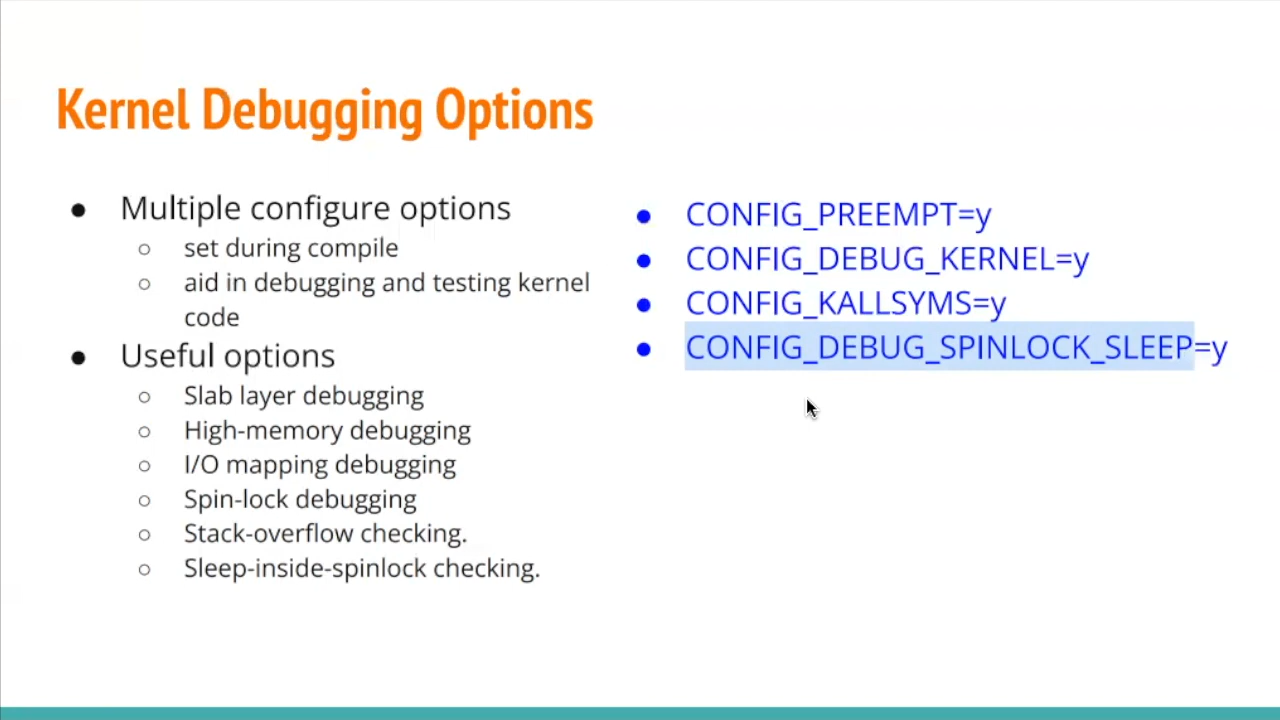 Kernel Debugging Options
● Multiple configure options
○ set during compile
○ aid in debugging and testing kernel
code
● Useful options
○ Slab layer debugging
○ High-memory debugging
○ I/O mapping debugging
○ Spin-lock debugging
○ Stack-overflow checking.
○ Sleep-inside-spinlock checking.
● CONFIG_PREEMPT=y
● CONFIG_DEBUG_KERNEL=y
● CONFIG_KALLSYMS=y
● CONFIG_DEBUG_SPINLOCK_SLEEP=y